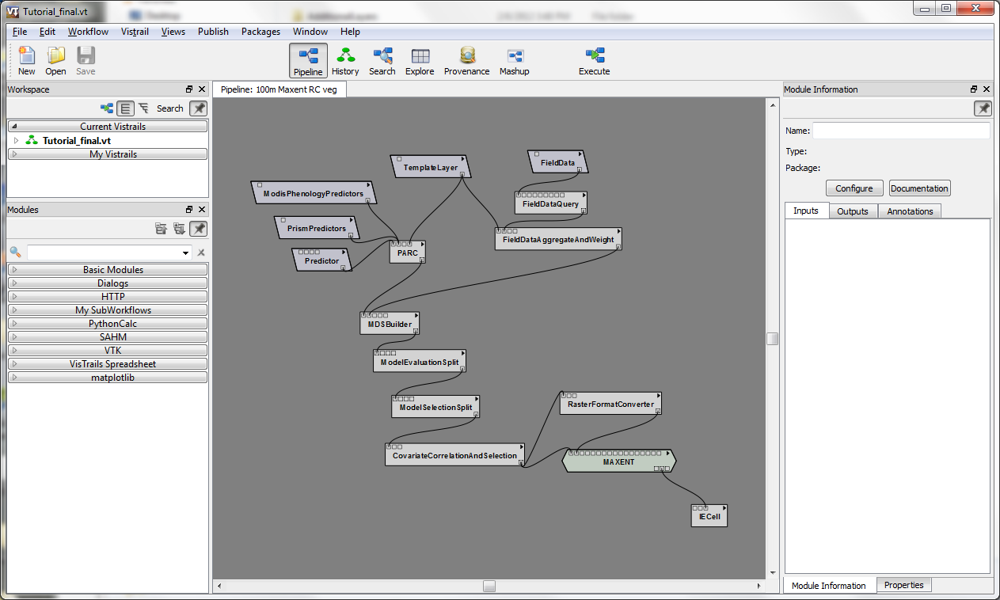 Tutorial_final.vt
File Edit Workflow Vistrail Views Publish Packages Window Help
New Open Save Pipeline History Search Explore Provenance Mashup Execute
Workspace
Search
Current Vistrails
Tutorial_final.vt
My Vistrails
Modules
Basic Modules
Dialogs
HTTP
My SubWorkflows
PythonCalc
SAHM
VTK
VisTrails Spreadsheet
matplotlib
Pipeline: 100m Maxent RC veg
TemplateLayer
FieldData
ModisPhenologyPredictors
FieldDataQuery
PrismPredictors
FieldDataAggregateAndWeight
PARC
Predictor
MDSBuilder
ModelEvaluationSplit
ModelSelectionSplit
RasterFormatConverter
CovariateCorrelationAndSelection
MAXENT
IECell
Module Information
Name:
Type:
Package:
Configure Documentation
Inputs Outputs Annotations
Module Information Properties